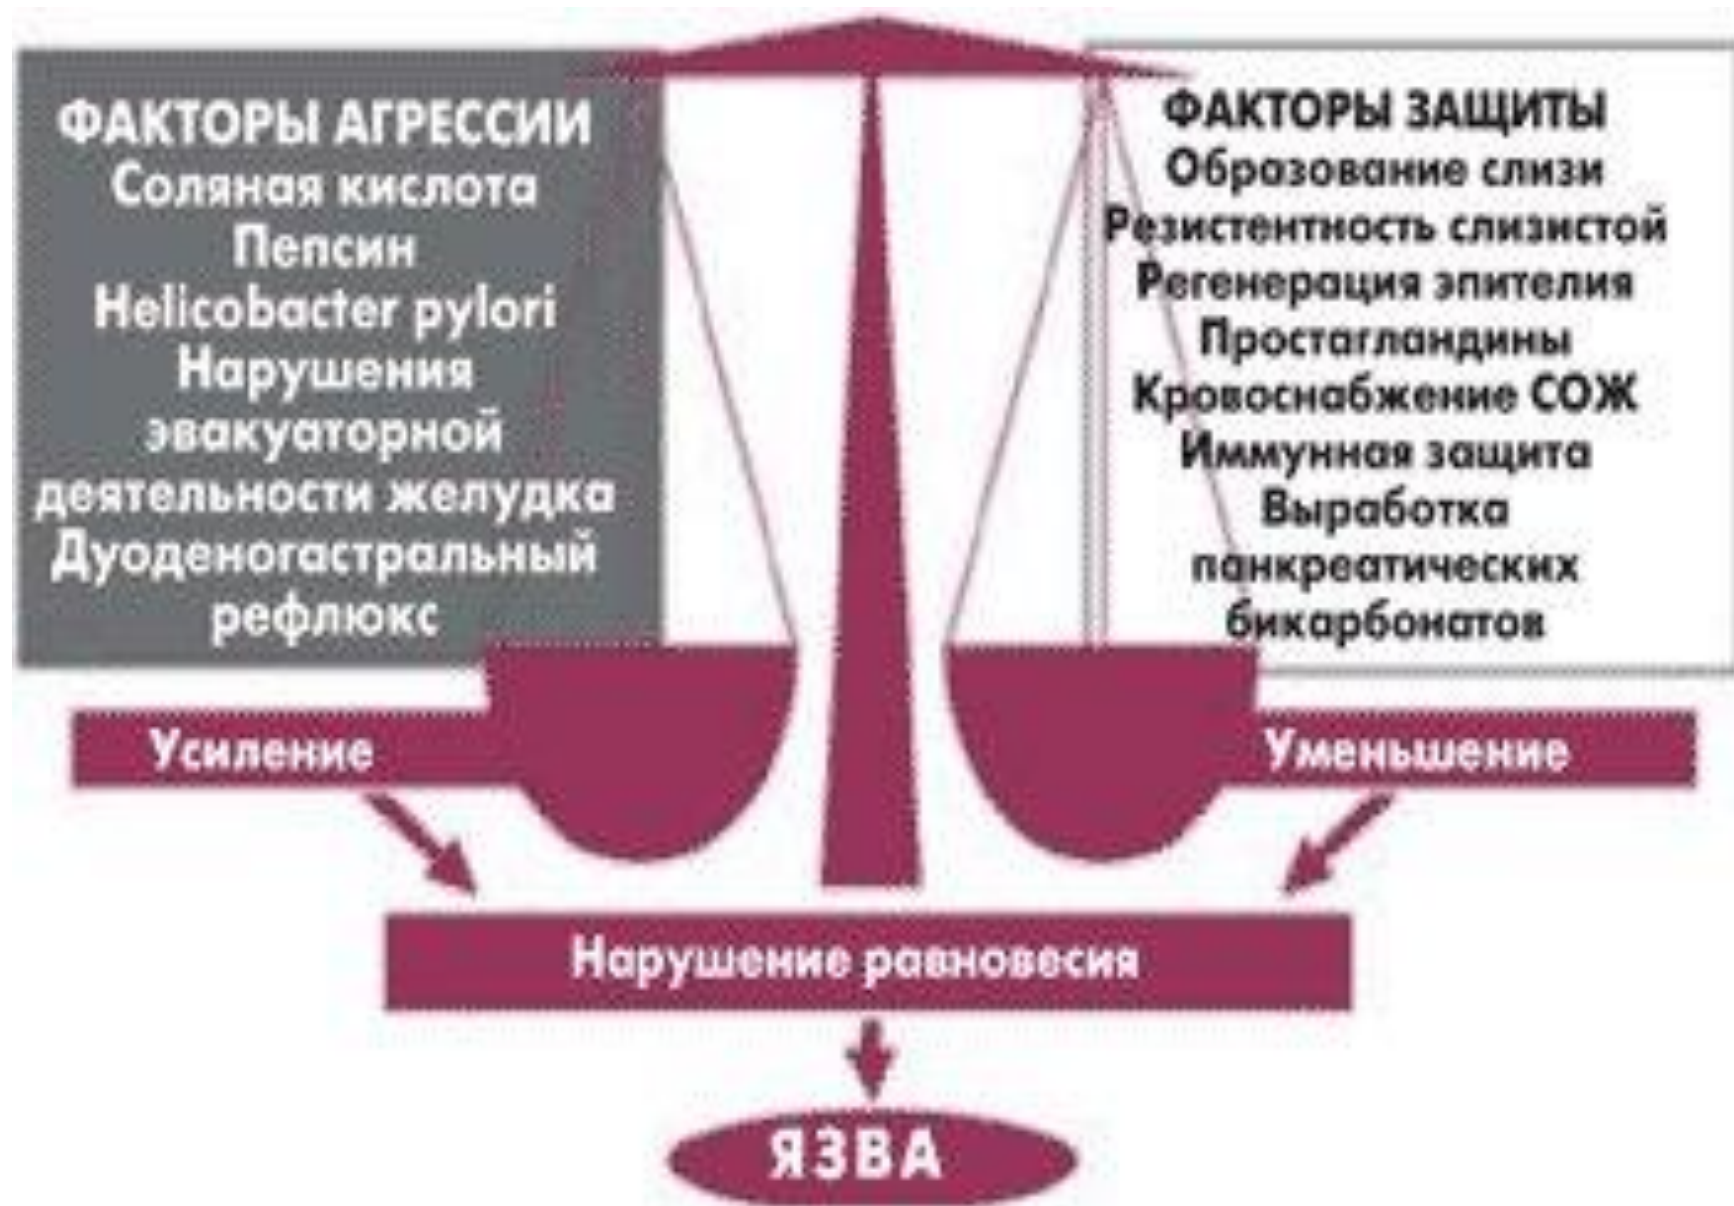 ФАКТОРЫ АГРЕССИИ
Соляная кислота
Пепсин
Helicobacter pylori
Нарушения
эвакуаторной
деятельности желудка
Дуоденогастральный
рефлюкс
ФАКТОРЫ ЗАЩИТЫ
Образование слизи
Резистентность слизистой
Регенерация эпителия
Простагландины
Кровоснабжение СОЖ
Иммунная защита
Выработка
панкреатических
бикарбонатов
Усиление
Уменьшение
Нарушение равновесия
ЯЗВА